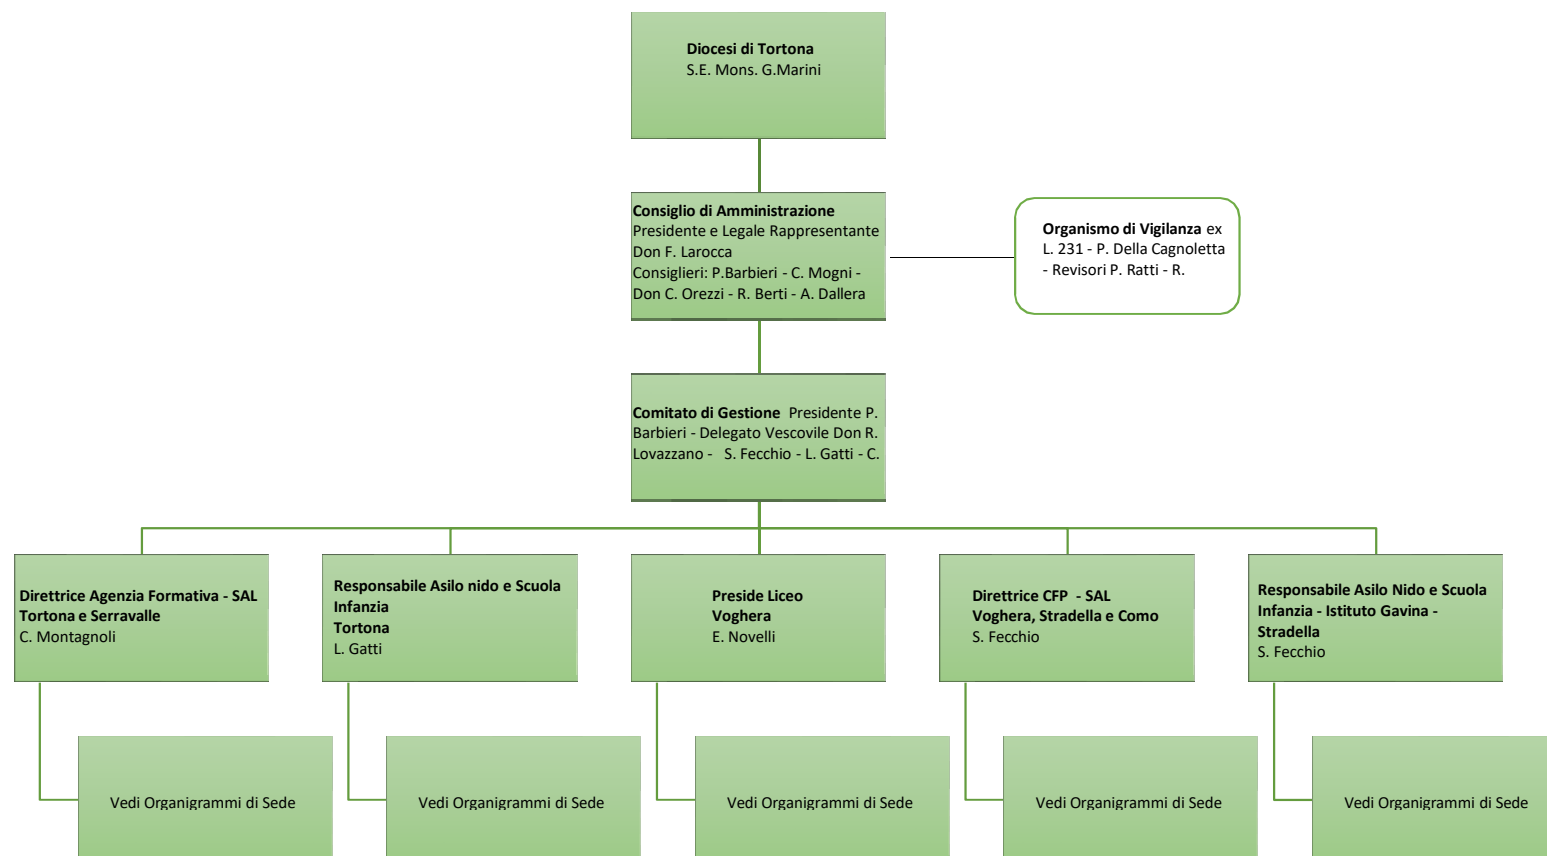 Diocesi di Tortona
S.E. Mons. G.Marini
Consiglio di Amministrazione
Presidente e Legale Rappresentante
Don F. Larocca
Consiglieri: P.Barbieri - C. Mogni -
Don C. Orezzi - R. Berti - A. Dallera
Organismo di Vigilanza ex
L. 231 - P. Della Cagnoletta
- Revisori P. Ratti - R.
Comitato di Gestione Presidente P.
Barbieri - Delegato Vescovile Don R.
Lovazzano - S. Fecchio - L. Gatti - C.
Direttrice Agenzia Formativa - SAL
Tortona e Serravalle
C. Montagnoli
Responsabile Asilo nido e Scuola
Infanzia
Tortona
L. Gatti
Preside Liceo
Voghera
E. Novelli
Direttrice CFP - SAL
Voghera, Stradella e Como
S. Fecchio
Responsabile Asilo Nido e Scuola
Infanzia - Istituto Gavina -
Stradella
S. Fecchio
Vedi Organigrammi di Sede
Vedi Organigrammi di Sede
Vedi Organigrammi di Sede
Vedi Organigrammi di Sede
Vedi Organigrammi di Sede